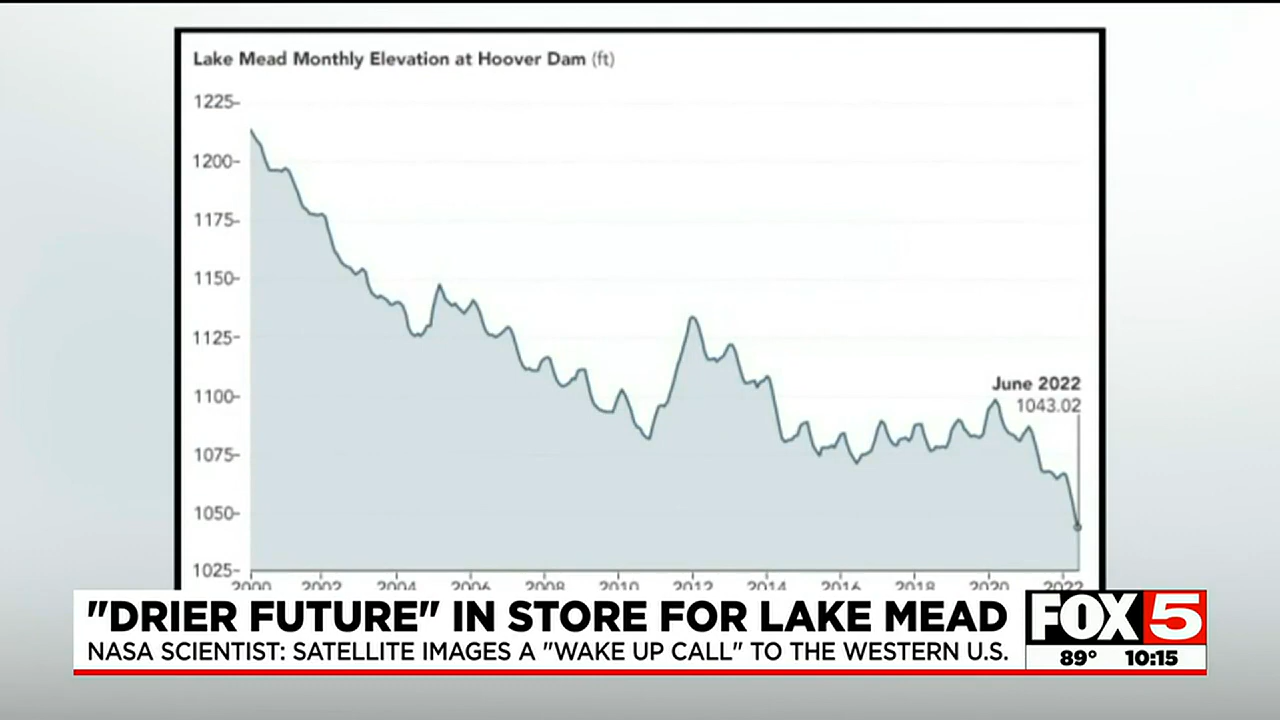 Lake Mead Monthly Elevation at Hoover Dam (ft)
1225-
1200-
1175-
1150-
1125-
1100-
1075-
1050-
1025-
June 2022
1043.02
2000 2002 2004 2006 2008 2010 2012 2014 2016 2018 2020 2022
"DRIER FUTURE" IN STORE FOR LAKE MEAD
NASA SCIENTIST: SATELLITE IMAGES A "WAKE UP CALL" TO THE WESTERN U.S.
FOX 5
89° 10:15